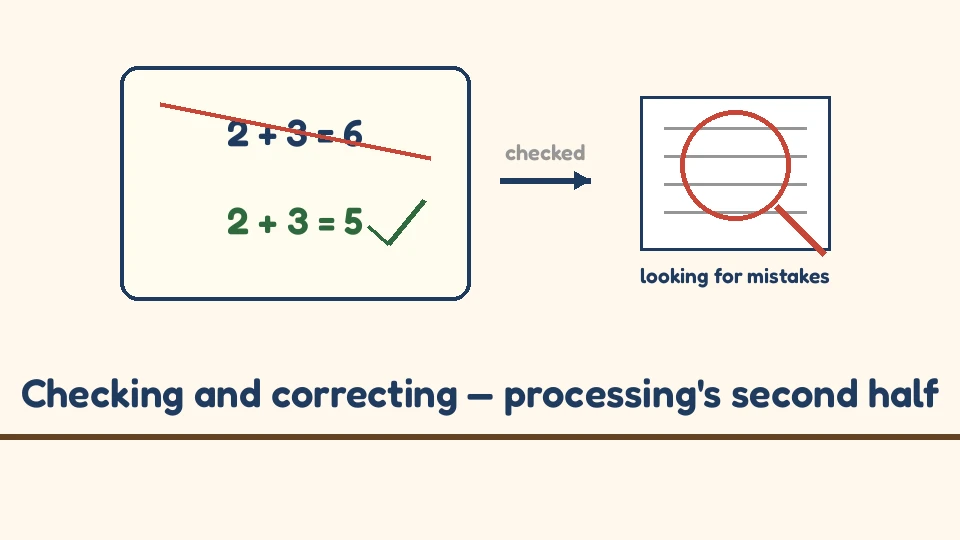 2 + 3 = 6
2 + 3 = 5
checked
looking for mistakes
Checking and correcting — processing's second half